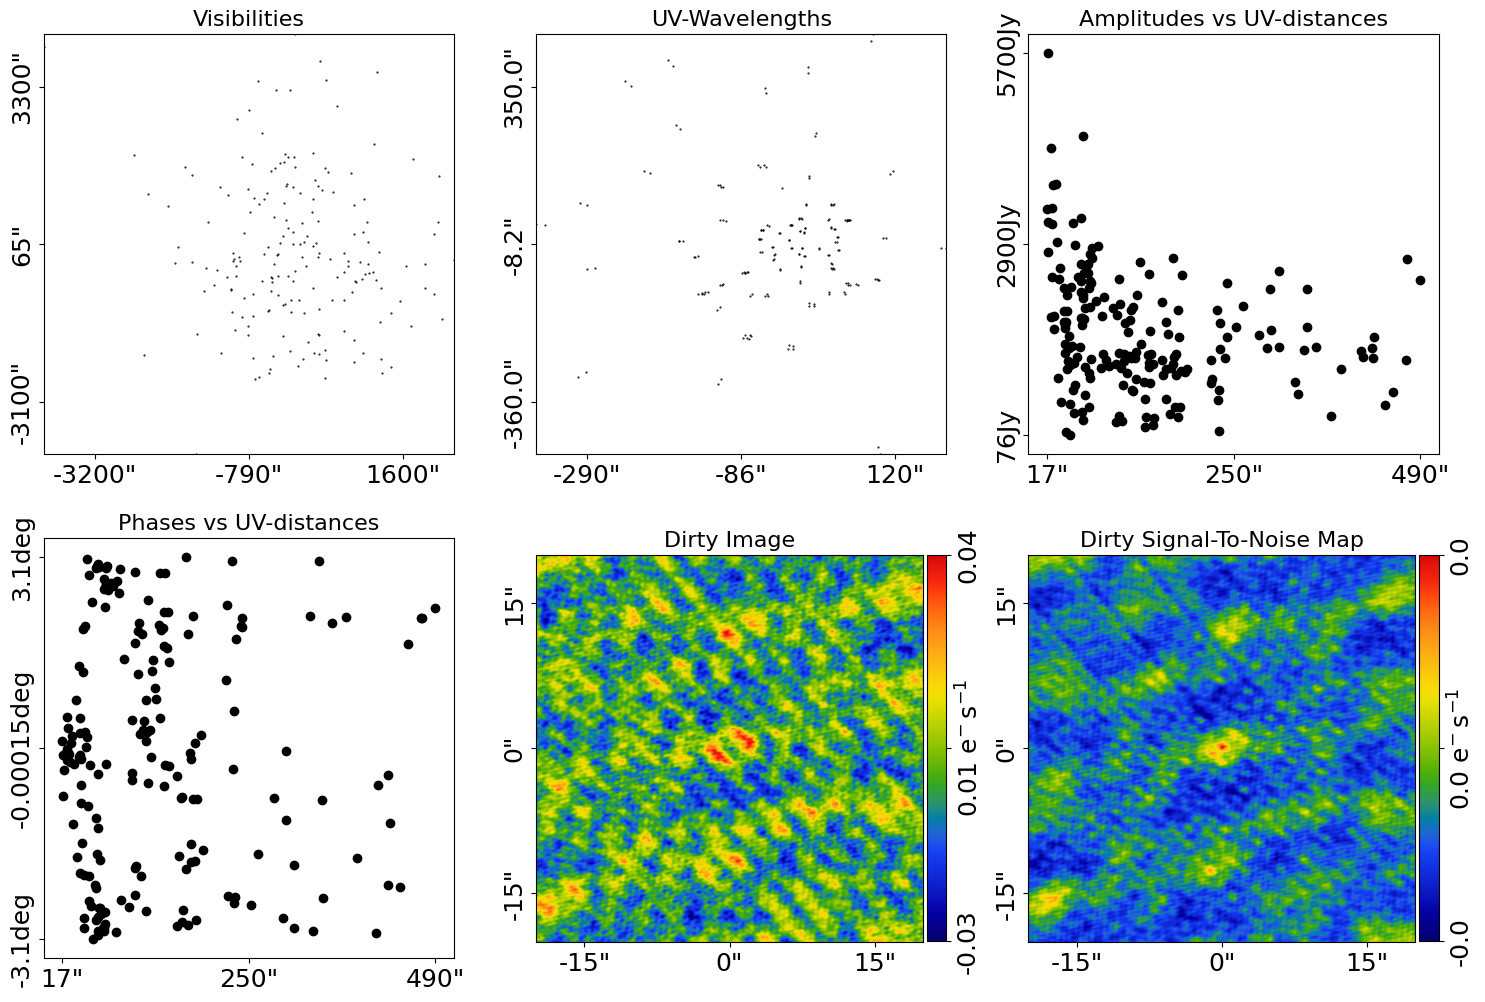 Visibilities
3300"
65"
-3100"
-3200"
-790"
1600"
UV-Wavelengths
350.0"
-8.2"
-360.0"
-290"
-86"
120"
Amplitudes vs UV-distances
5700Jy
2900Jy
76Jy
17"
250"
490"
Phases vs UV-distances
3.1deg
-0.00015deg
-3.1deg
17"
250"
490"
Dirty Image
15"
0"
-15"
-15"
0"
15"
0.04
0.01 e⁻ s⁻¹
-0.03
Dirty Signal-To-Noise Map
15"
0"
-15"
-15"
0"
15"
0.0
0.0 e⁻ s⁻¹
-0.0